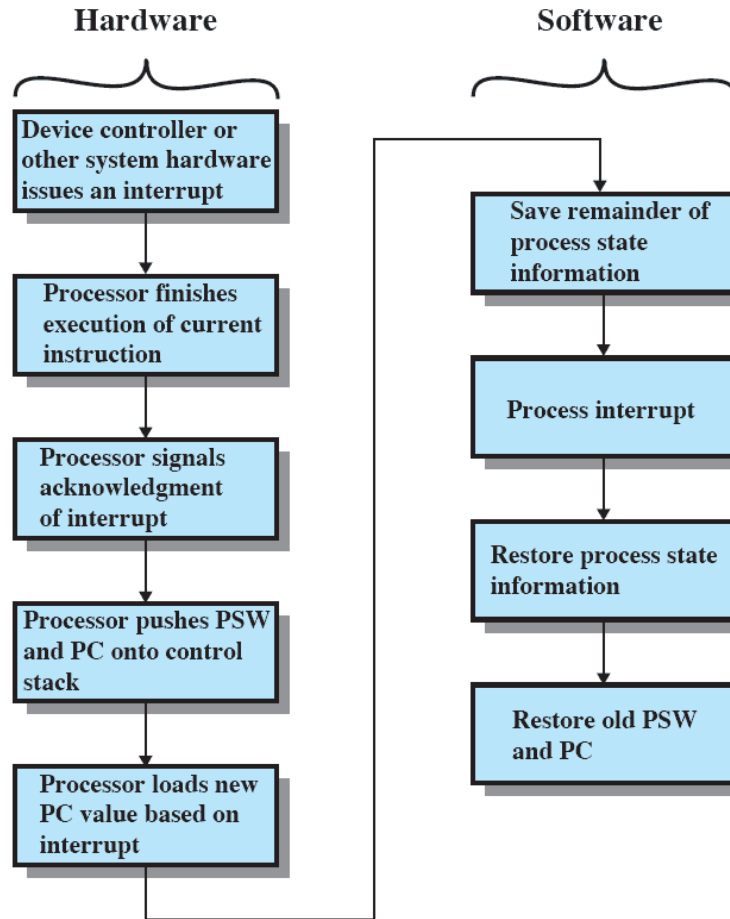 Hardware
Device controller or
other system hardware
issues an interrupt
Processor finishes
execution of current
instruction
Processor signals
acknowledgment
of interrupt
Processor pushes PSW
and PC onto control
stack
Processor loads new
PC value based on
interrupt
Software
Save remainder of
process state
information
Process interrupt
Restore process state
information
Restore old PSW
and PC